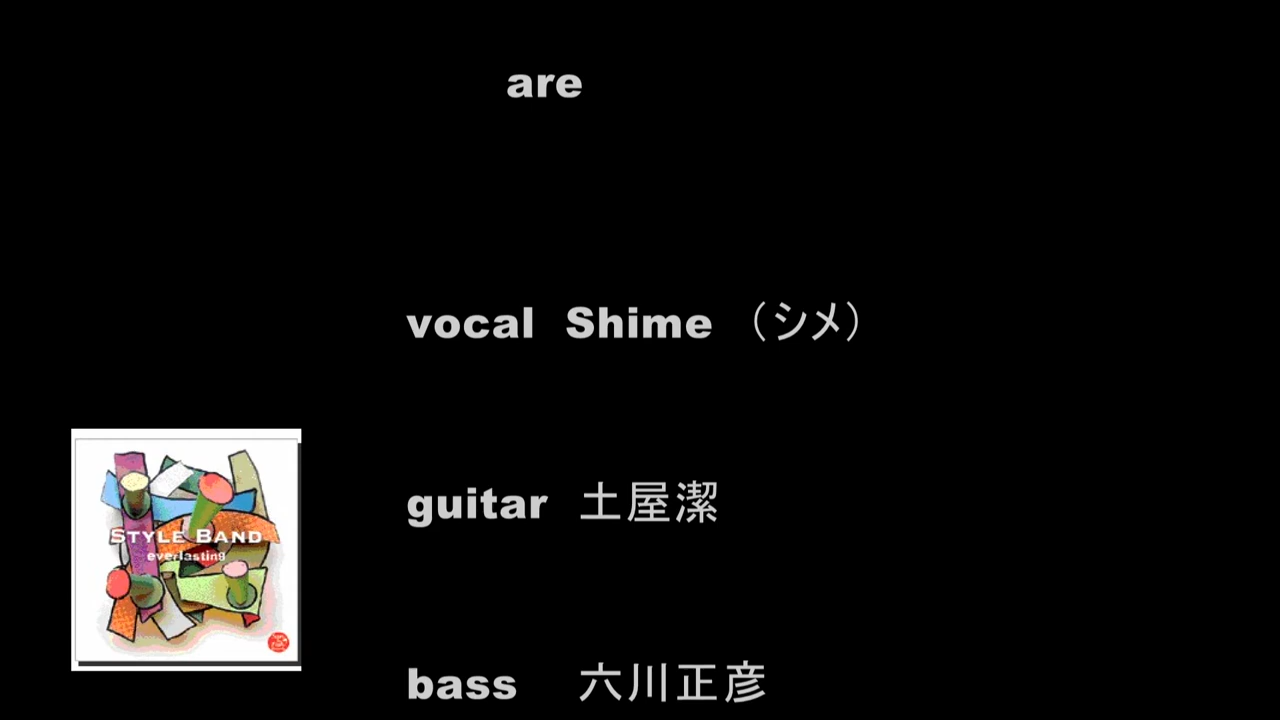 are
vocal Shime （シメ）
guitar 土屋潔
STYLE BAND
everlasting
bass 六川正彦